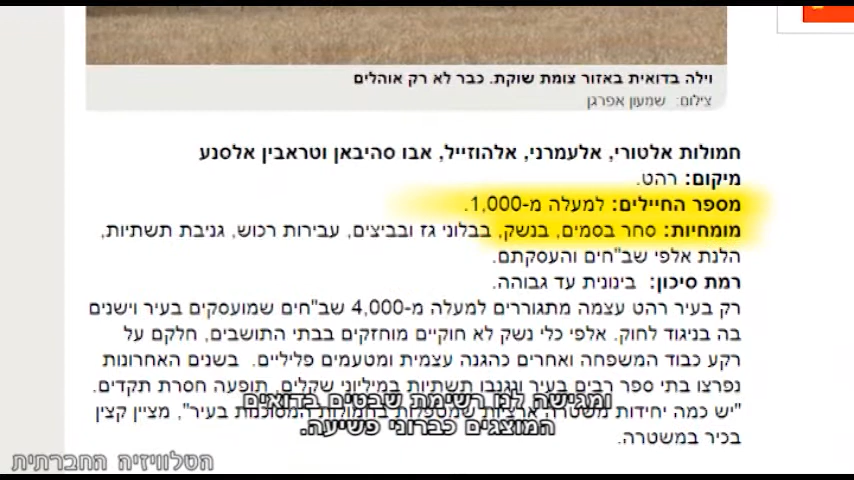 וילה בדואית באזור צומת שוקת. כבר לא רק אוהלים
צילום: שמעון אפרגן
חמולות אלטורי, אלעמרני, אלהוזייל, אבו סהיבאן וטראבין אלסנע
מיקום: רהט.
מספר החיילים: למעלה מ-1,000.
מומחיות: סחר בסמים, בנשק, בבלוני גז ובביצים, עבירות רכוש, גניבת תשתיות,
הלנת אלפי שב"חים והעסקתם.
רמת סיכון: בינונית עד גבוהה.
רק בעיר רהט עצמה מתגוררים למעלה מ-4,000 שב"חים שמועסקים בעיר וישנים
בה בניגוד לחוק. אלפי כלי נשק לא חוקיים מוחזקים בבתי התושבים, חלקם על
רקע כבוד המשפחה ואחרים כהגנה עצמית ומטעמים פליליים. בשנים האחרונות
נפרצו בתי ספר רבים בעיר ונגנבו תשתיות במיליוני שקלים, תופעה חסרת תקדים.
"יש כמה יחידות משטרה ארציות שמטפלות בחמולות המסוכנות בעיר", מציין קצין
בכיר במשטרה.
ומגישה לנו רשימת שבטים בדואים
המוצגים כברוני פשיעה.
הטלוויזיה החברתית